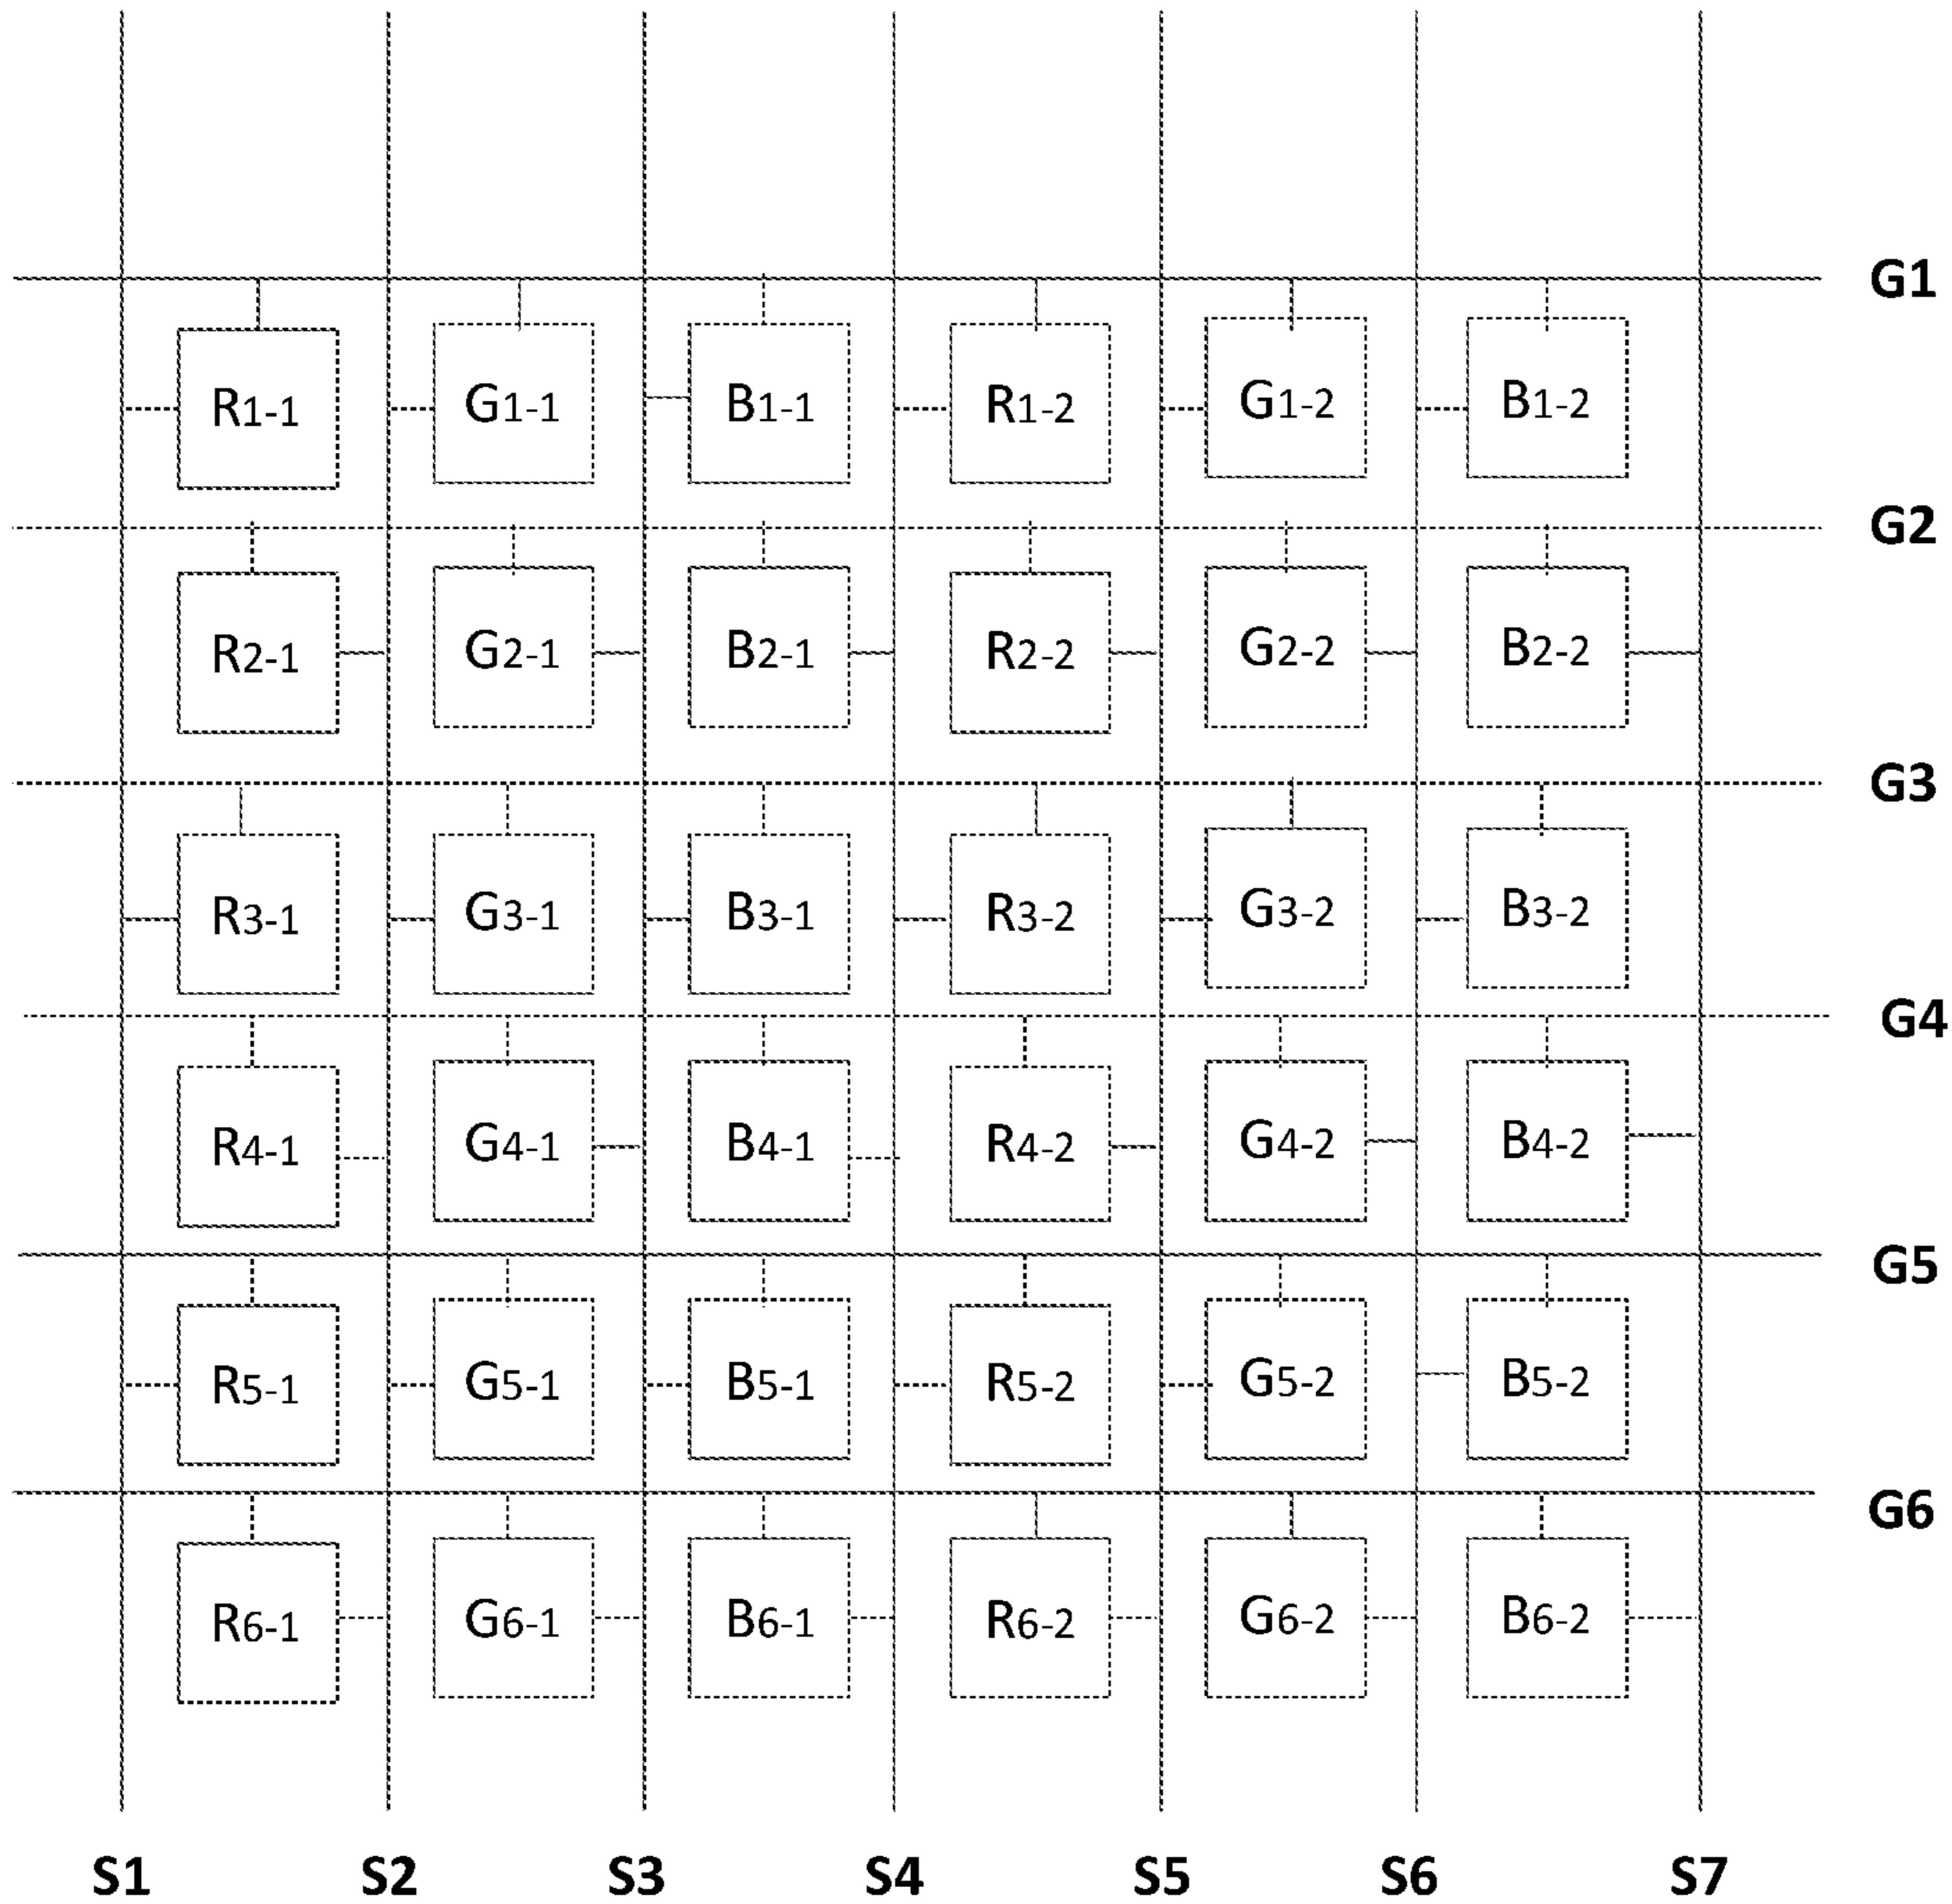 G1
R1-1 G1-1 B1-1 R1-2 G1-2 B1-2
G2
R2-1 G2-1 B2-1 R2-2 G2-2 B2-2
G3
R3-1 G3-1 B3-1 R3-2 G3-2 B3-2
G4
R4-1 G4-1 B4-1 R4-2 G4-2 B4-2
G5
R5-1 G5-1 B5-1 R5-2 G5-2 B5-2
G6
R6-1 G6-1 B6-1 R6-2 G6-2 B6-2
S1 S2 S3 S4 S5 S6 S7